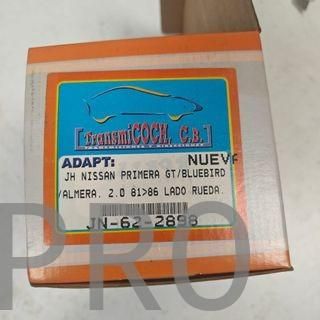 TransmiCOCH, C.B.
ADAPT: NUEVA
JH NISSAN PRIMERA GT/BLUEBIRD
/ALMERA. 2.0 81>86 LADO RUEDA.
JN-62-2898
PRO